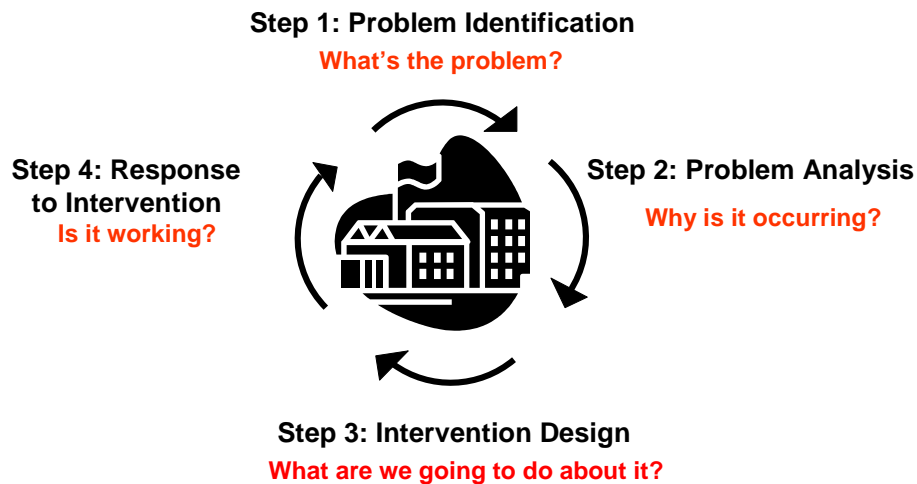 Step 1: Problem Identification
What’s the problem?
Step 2: Problem Analysis
Why is it occurring?
Step 3: Intervention Design
What are we going to do about it?
Step 4: Response
to Intervention
Is it working?